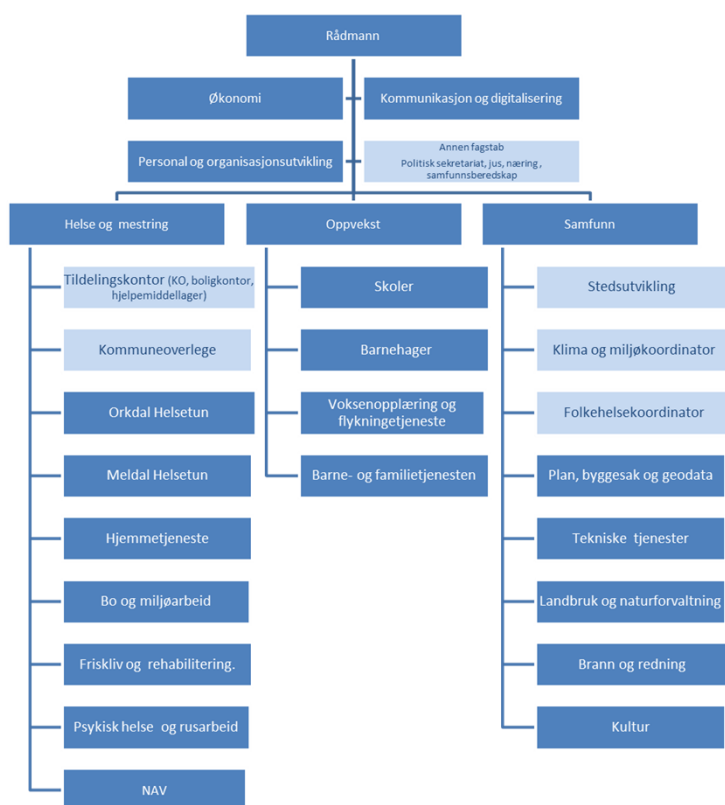 Rådmann
Økonomi
Kommunikasjon og digitalisering
Personal og organisasjonsutvikling
Annen fagstab
Politisk sekretariat, jus, næring ,
samfunnsberedskap
Helse og mestring
Tildelingskontor (KO, boligkontor,
hjelpemiddellager)
Kommuneoverlege
Orkdal Helsetun
Meldal Helsetun
Hjemmetjeneste
Bo og miljøarbeid
Friskliv og rehabilitering.
Psykisk helse og rusarbeid
NAV
Oppvekst
Skoler
Barnehager
Voksenopplæring og
flykningetjeneste
Barne- og familietjenesten
Samfunn
Stedsutvikling
Klima og miljøkoordinator
Folkehelsekoordinator
Plan, byggesak og geodata
Tekniske tjenester
Landbruk og naturforvaltning
Brann og redning
Kultur